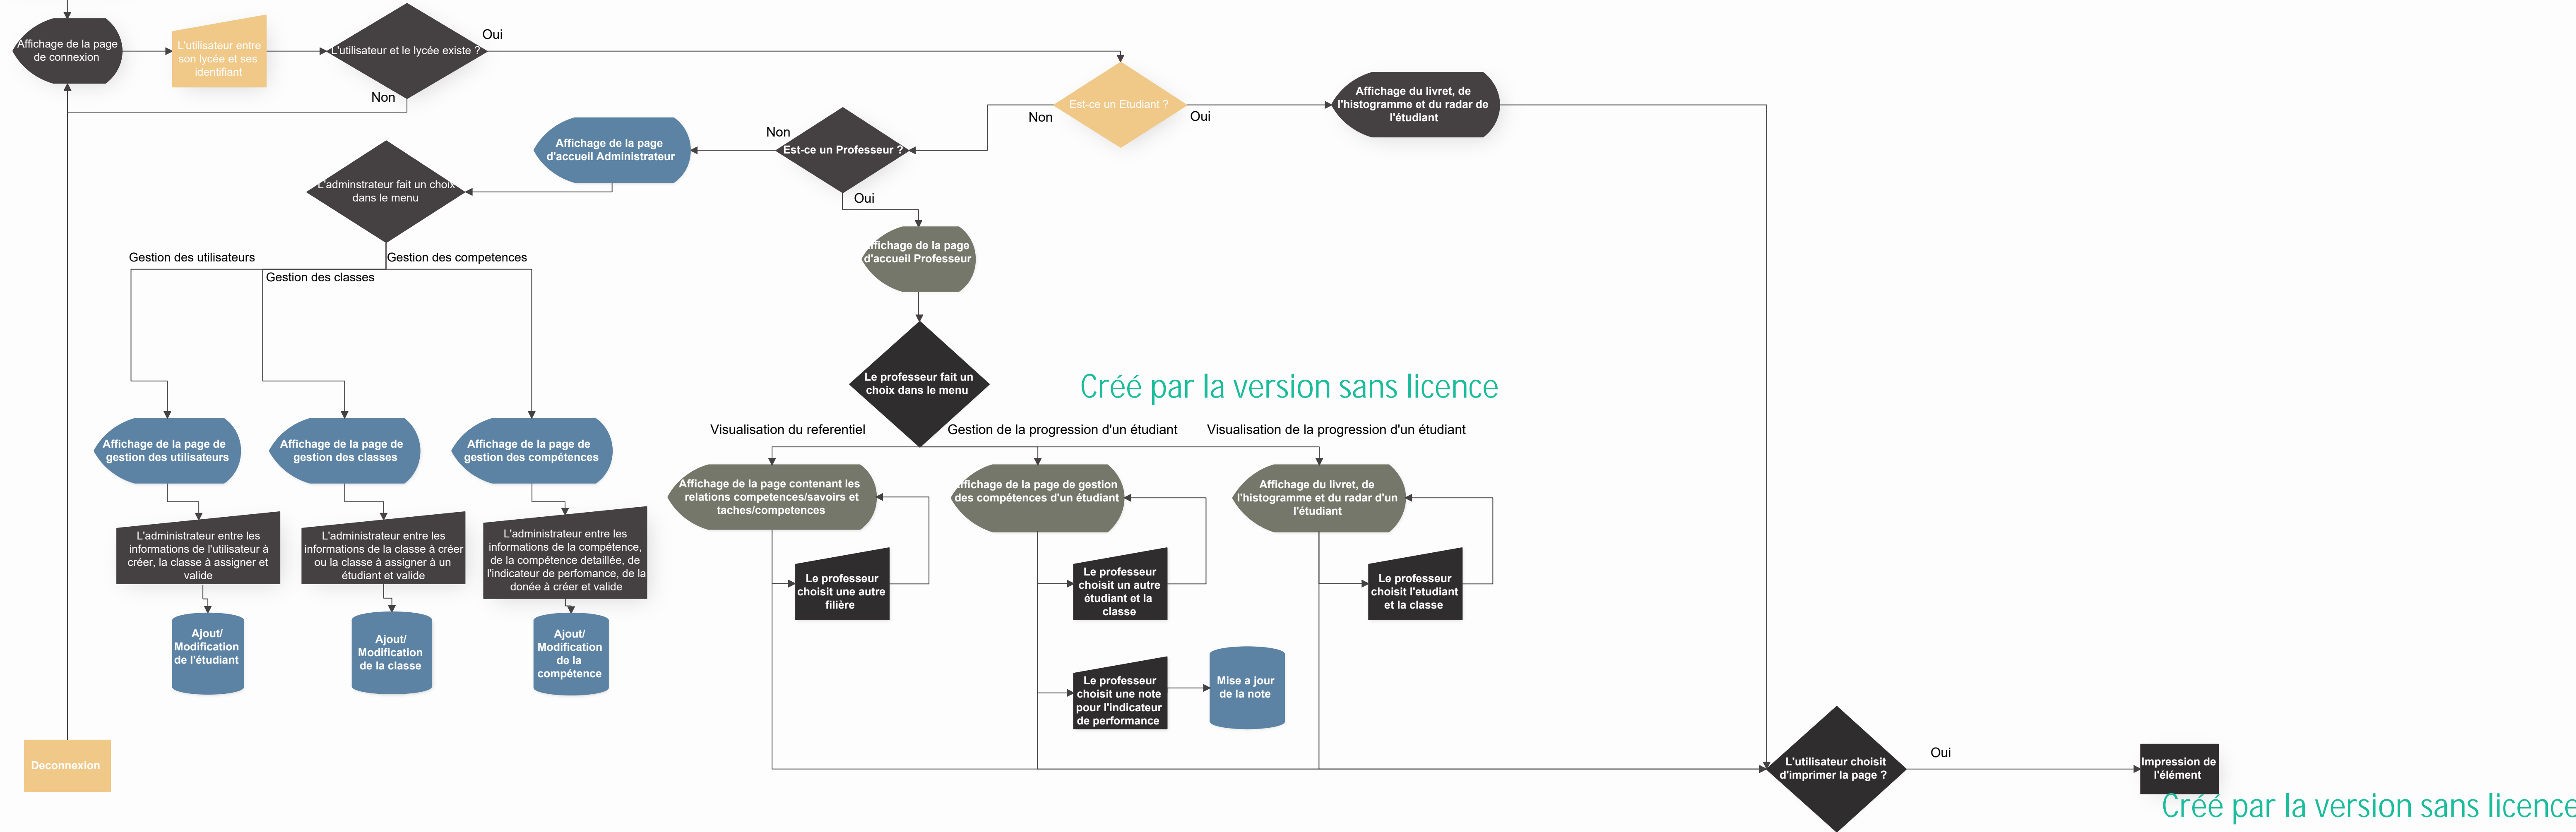 Affichage de la page
de connexion
L'utilisateur entre
son lycée et ses
identifiant
L'utilisateur et le lycée existe ?
Oui
Non
Est-ce un Etudiant ?
Non
Oui
Affichage du livret, de
l'histogramme et du radar de
l'étudiant
Est-ce un Professeur ?
Non
Oui
Affichage de la page
d'accueil Administrateur
L'adminstrateur fait un choix
dans le menu
Gestion des utilisateurs
Gestion des classes
Gestion des competences
Affichage de la page
d'accueil Professeur
Le professeur fait un
choix dans le menu
Créé par la version sans licence
Affichage de la page de
gestion des utilisateurs
Affichage de la page de
gestion des classes
Affichage de la page de
gestion des compétences
L'administrateur entre les
informations de l'utilisateur à
créer, la classe à assigner et
valide
L'administrateur entre les
informations de la classe à créer
ou la classe à assigner à un
étudiant et valide
L'administrateur entre les
informations de la compétence,
de la compétence detaillée, de
l'indicateur de perfomance, de la
donée à créer et valide
Ajout/
Modification
de l'étudiant
Ajout/
Modification
de la classe
Ajout/
Modification
de la
compétence
Visualisation du referentiel
Gestion de la progression d'un étudiant
Visualisation de la progression d'un étudiant
Affichage de la page contenant les
relations competences/savoirs et
taches/competences
Affichage de la page de gestion
des compétences d'un étudiant
Affichage du livret, de
l'histogramme et du radar d'un
l'étudiant
Le professeur
choisit une autre
filière
Le professeur
choisit un autre
étudiant et la
classe
Le professeur
choisit l'etudiant
et la classe
Le professeur
choisit une note
pour l'indicateur
de performance
Mise a jour
de la note
Deconnexion
L'utilisateur choisit
d'imprimer la page ?
Oui
Impression de
l'élément
Créé par la version sans licence